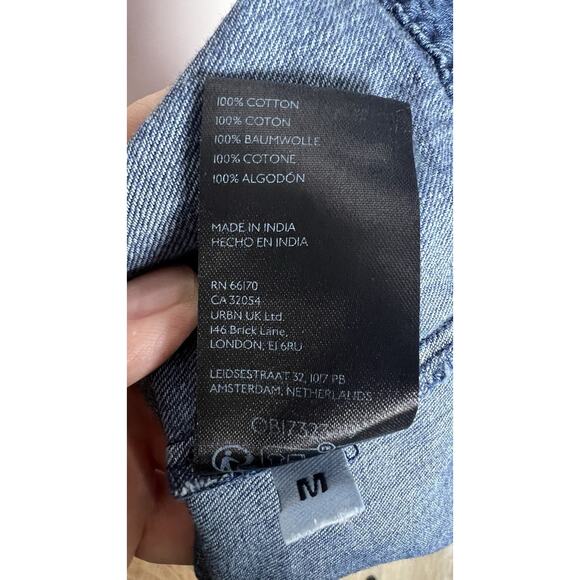 100% COTTON
100% COTON
100% BAUMWOLLE
100% COTONE
100% ALGODÓN
MADE IN INDIA
HECHO EN INDIA
RN 66170
CA 32054
URBN UK Ltd.
146 Brick Lane,
LONDON, E1 6RU
LEIDSESTRAAT 32, 1017 PB
AMSTERDAM, NETHERLANDS
M